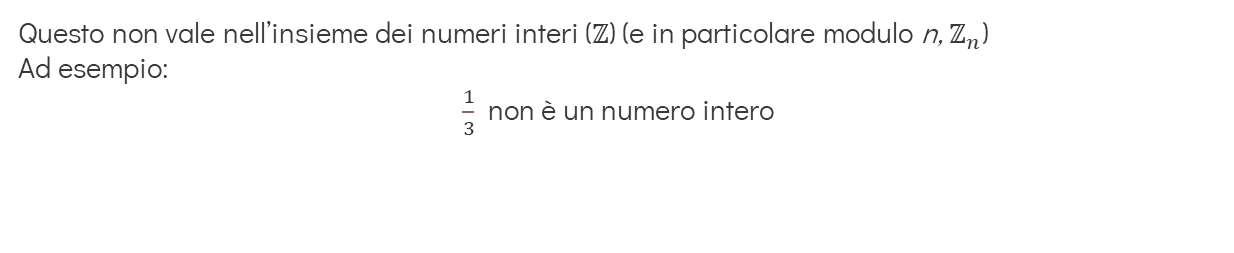 Questo non vale nell’insieme dei numeri interi (ℤ) (e in particolare modulo n, ℤₙ)
Ad esempio:
1/3 non è un numero intero